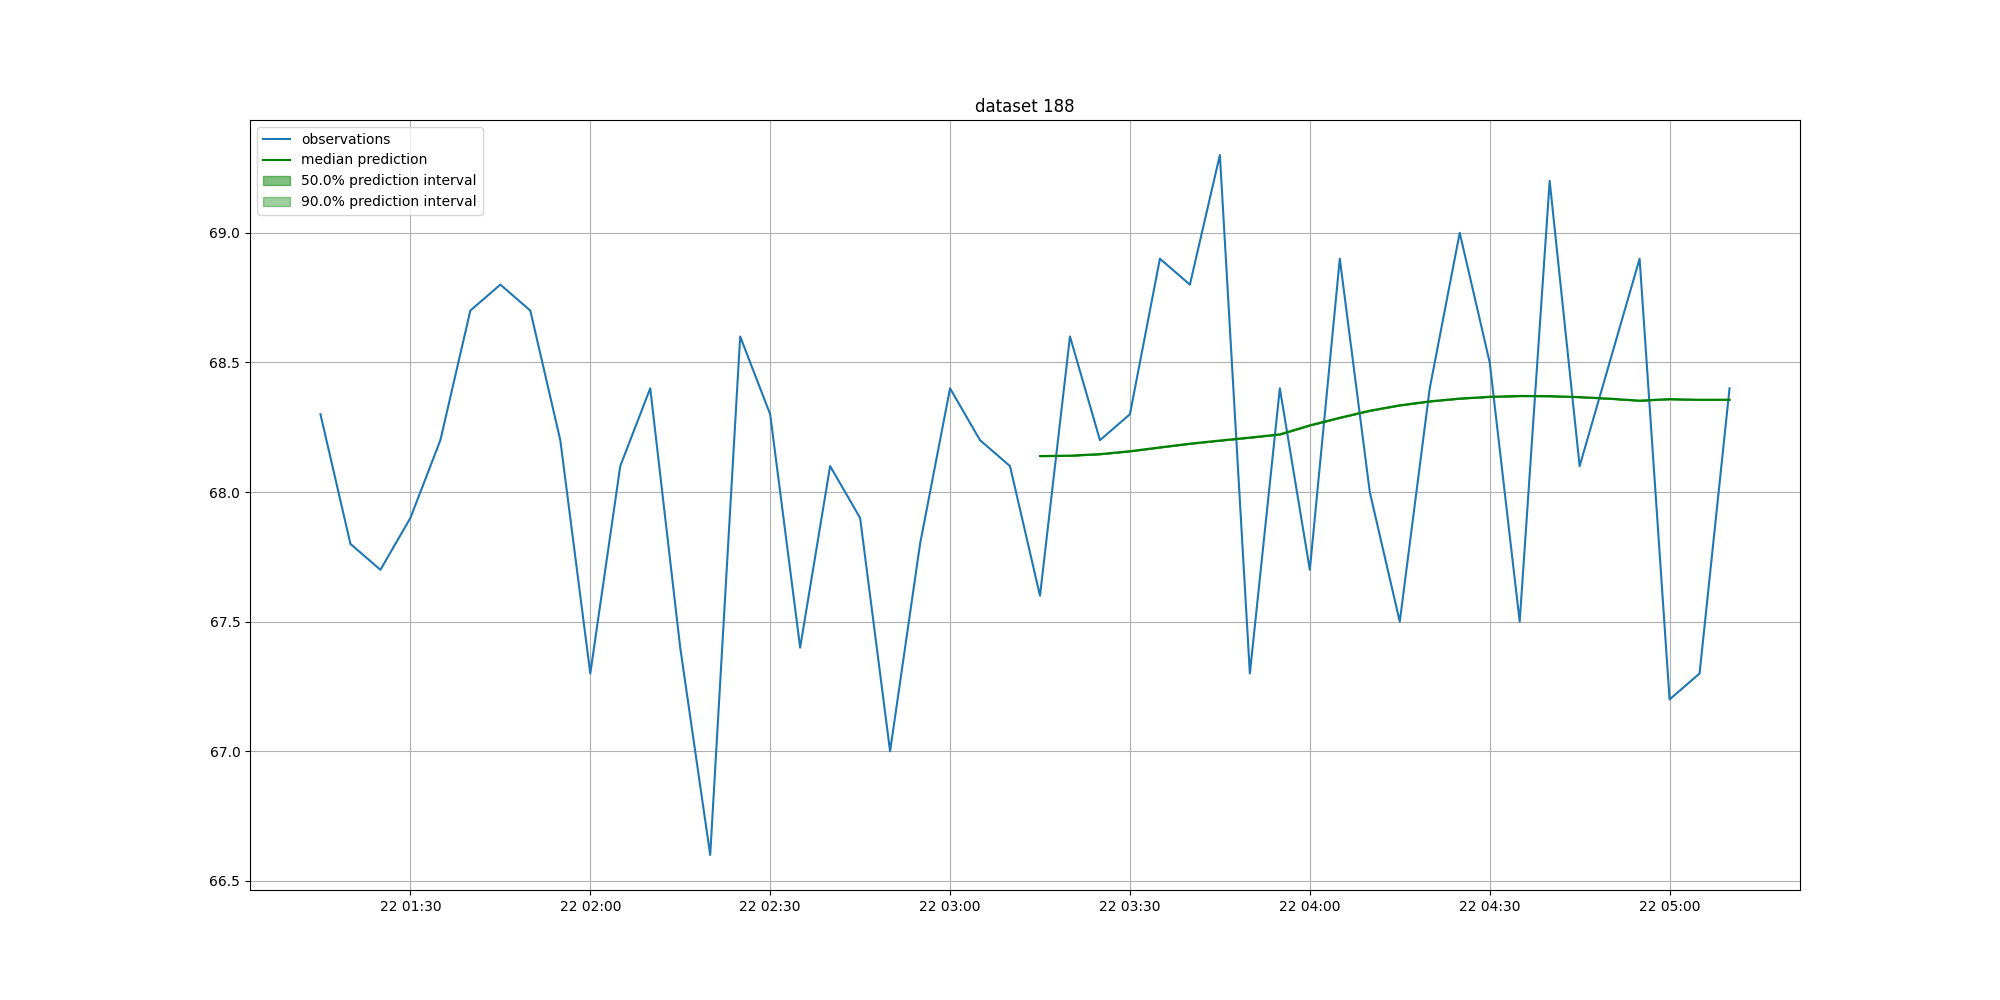 dataset 188
observations
median prediction
50.0% prediction interval
90.0% prediction interval
69.0
68.5
68.0
67.5
67.0
66.5
22 01:30
22 02:00
22 02:30
22 03:00
22 03:30
22 04:00
22 04:30
22 05:00